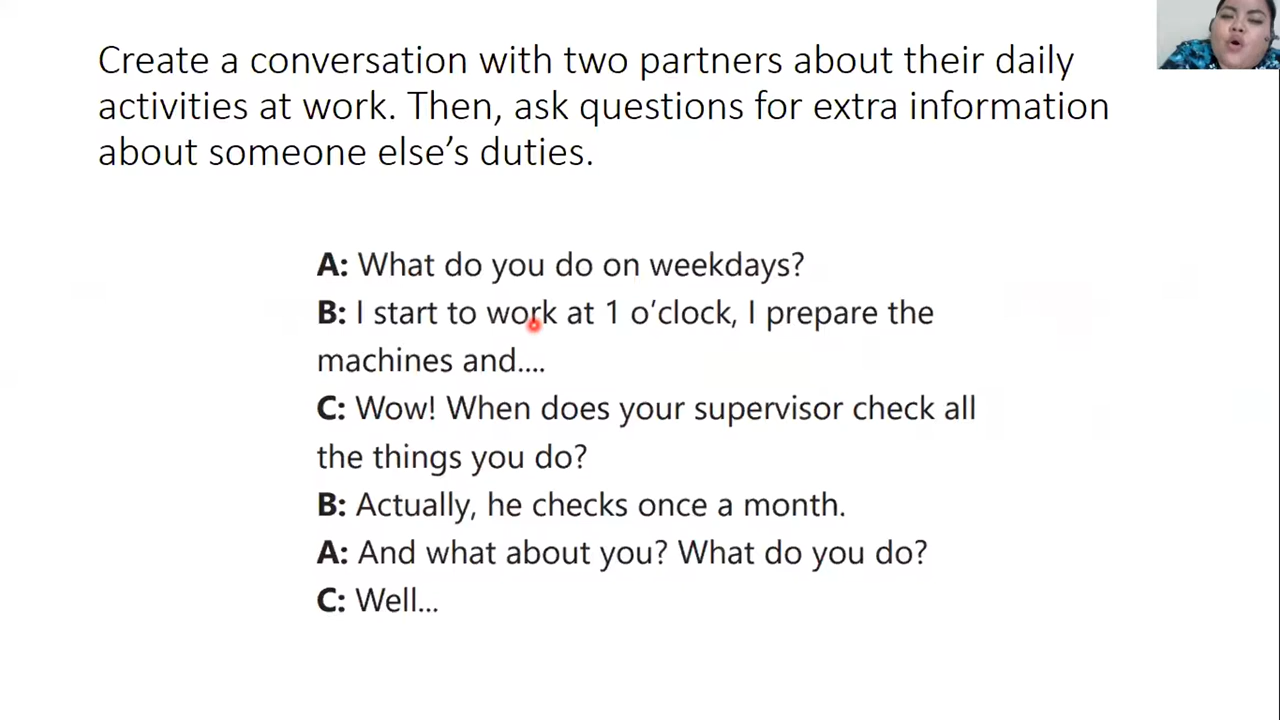 Create a conversation with two partners about their daily
activities at work. Then, ask questions for extra information
about someone else’s duties.
A: What do you do on weekdays?
B: I start to work at 1 o’clock, I prepare the
machines and....
C: Wow! When does your supervisor check all
the things you do?
B: Actually, he checks once a month.
A: And what about you? What do you do?
C: Well...